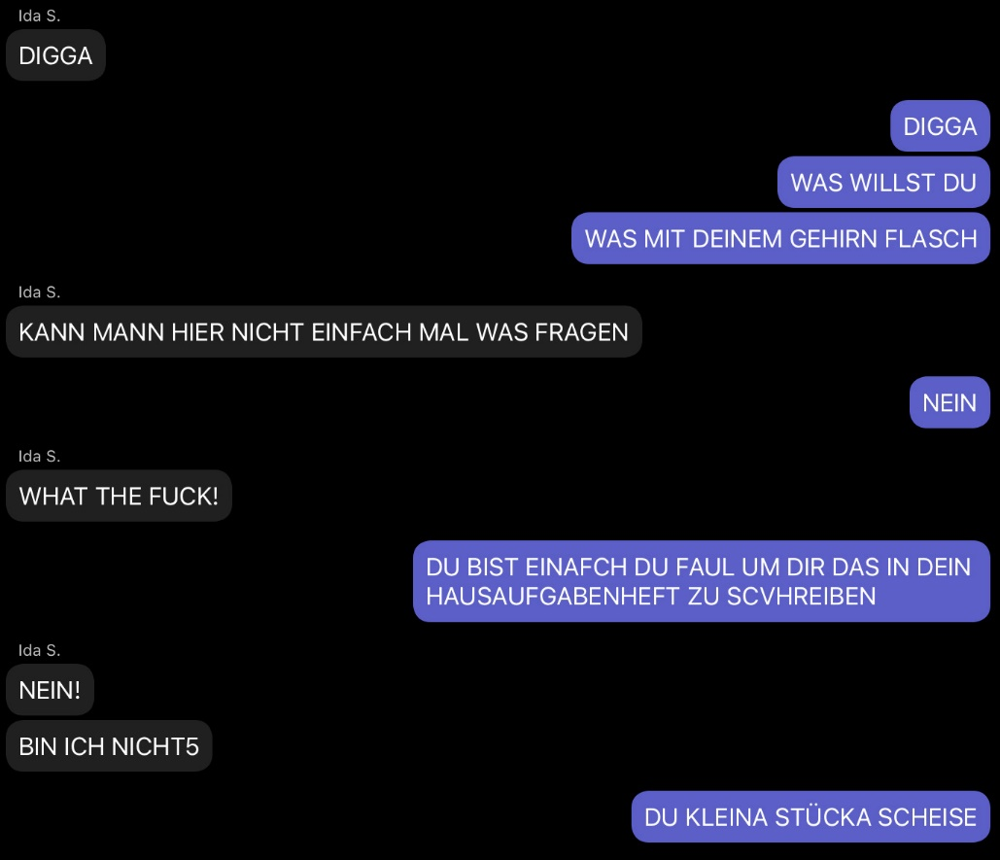 Ida S.
DIGGA
DIGGA
WAS WILLST DU
WAS MIT DEINEM GEHIRN FLASCH
Ida S.
KANN MANN HIER NICHT EINFACH MAL WAS FRAGEN
NEIN
Ida S.
WHAT THE FUCK!
DU BIST EINAFCH DU FAUL UM DIR DAS IN DEIN
HAUSAUFGABENHEFT ZU SCVHREIBEN
Ida S.
NEIN!
BIN ICH NICHT5
DU KLEINA STÜCKA SCHEISE